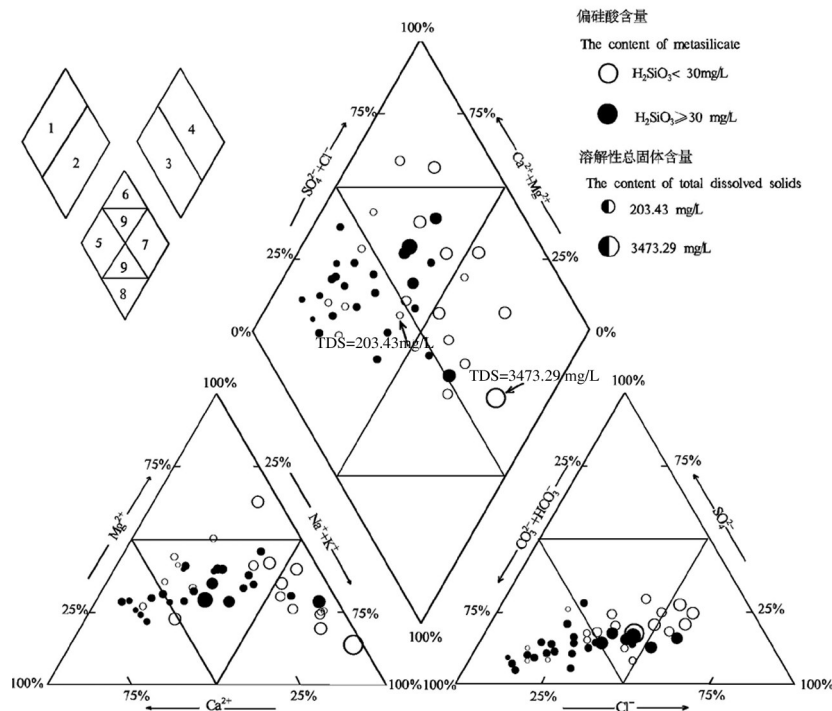 偏硅酸含量
The content of metasilicate
H₂SiO₃< 30mg/L
H₂SiO₃⩾30 mg/L
溶解性总固体含量
The content of total dissolved solids
203.43 mg/L
3473.29 mg/L
1
2
3
4
5
6
7
8
9
9
100%
75%
75%
SO₄²⁻+Cl⁻
Ca²⁺+Mg²⁺
25%
25%
0%
0%
TDS=203.43mg/L
TDS=3473.29/mg/L
100%
100%
75%
25%
Mg²⁺
Na⁺+K⁺
25%
75%
100%
100%
75%
25%
Ca²⁺
100%
100%
25%
75%
CO₃²⁻+HCO₃⁻
SO₄²⁻
75%
25%
100%
100%
25%
75%
Cl⁻